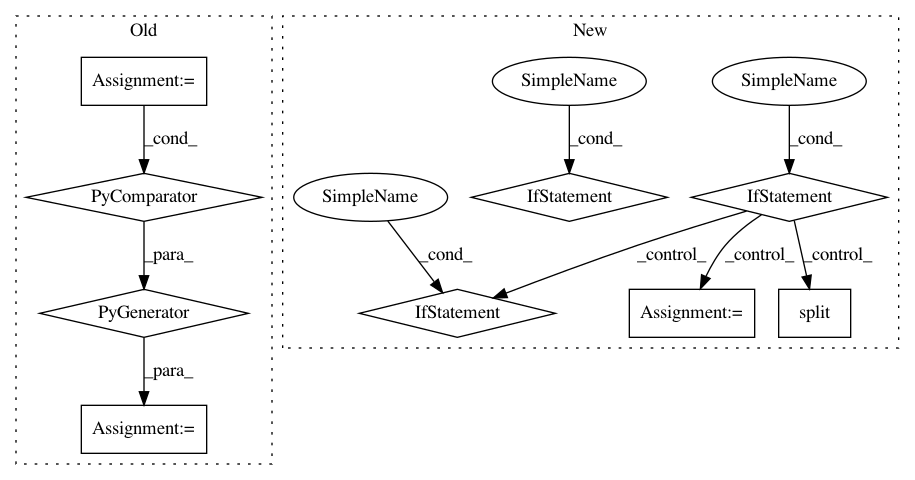 Old
New
Assignment:=
SimpleName
SimpleName
_cond_
_cond_
_cond_
PyComparator
SimpleName
IfStatement
IfStatement
_para_
_cond_
_control_
_control_
_control_
PyGenerator
IfStatement
Assignment:=
split
_para_
Assignment:=